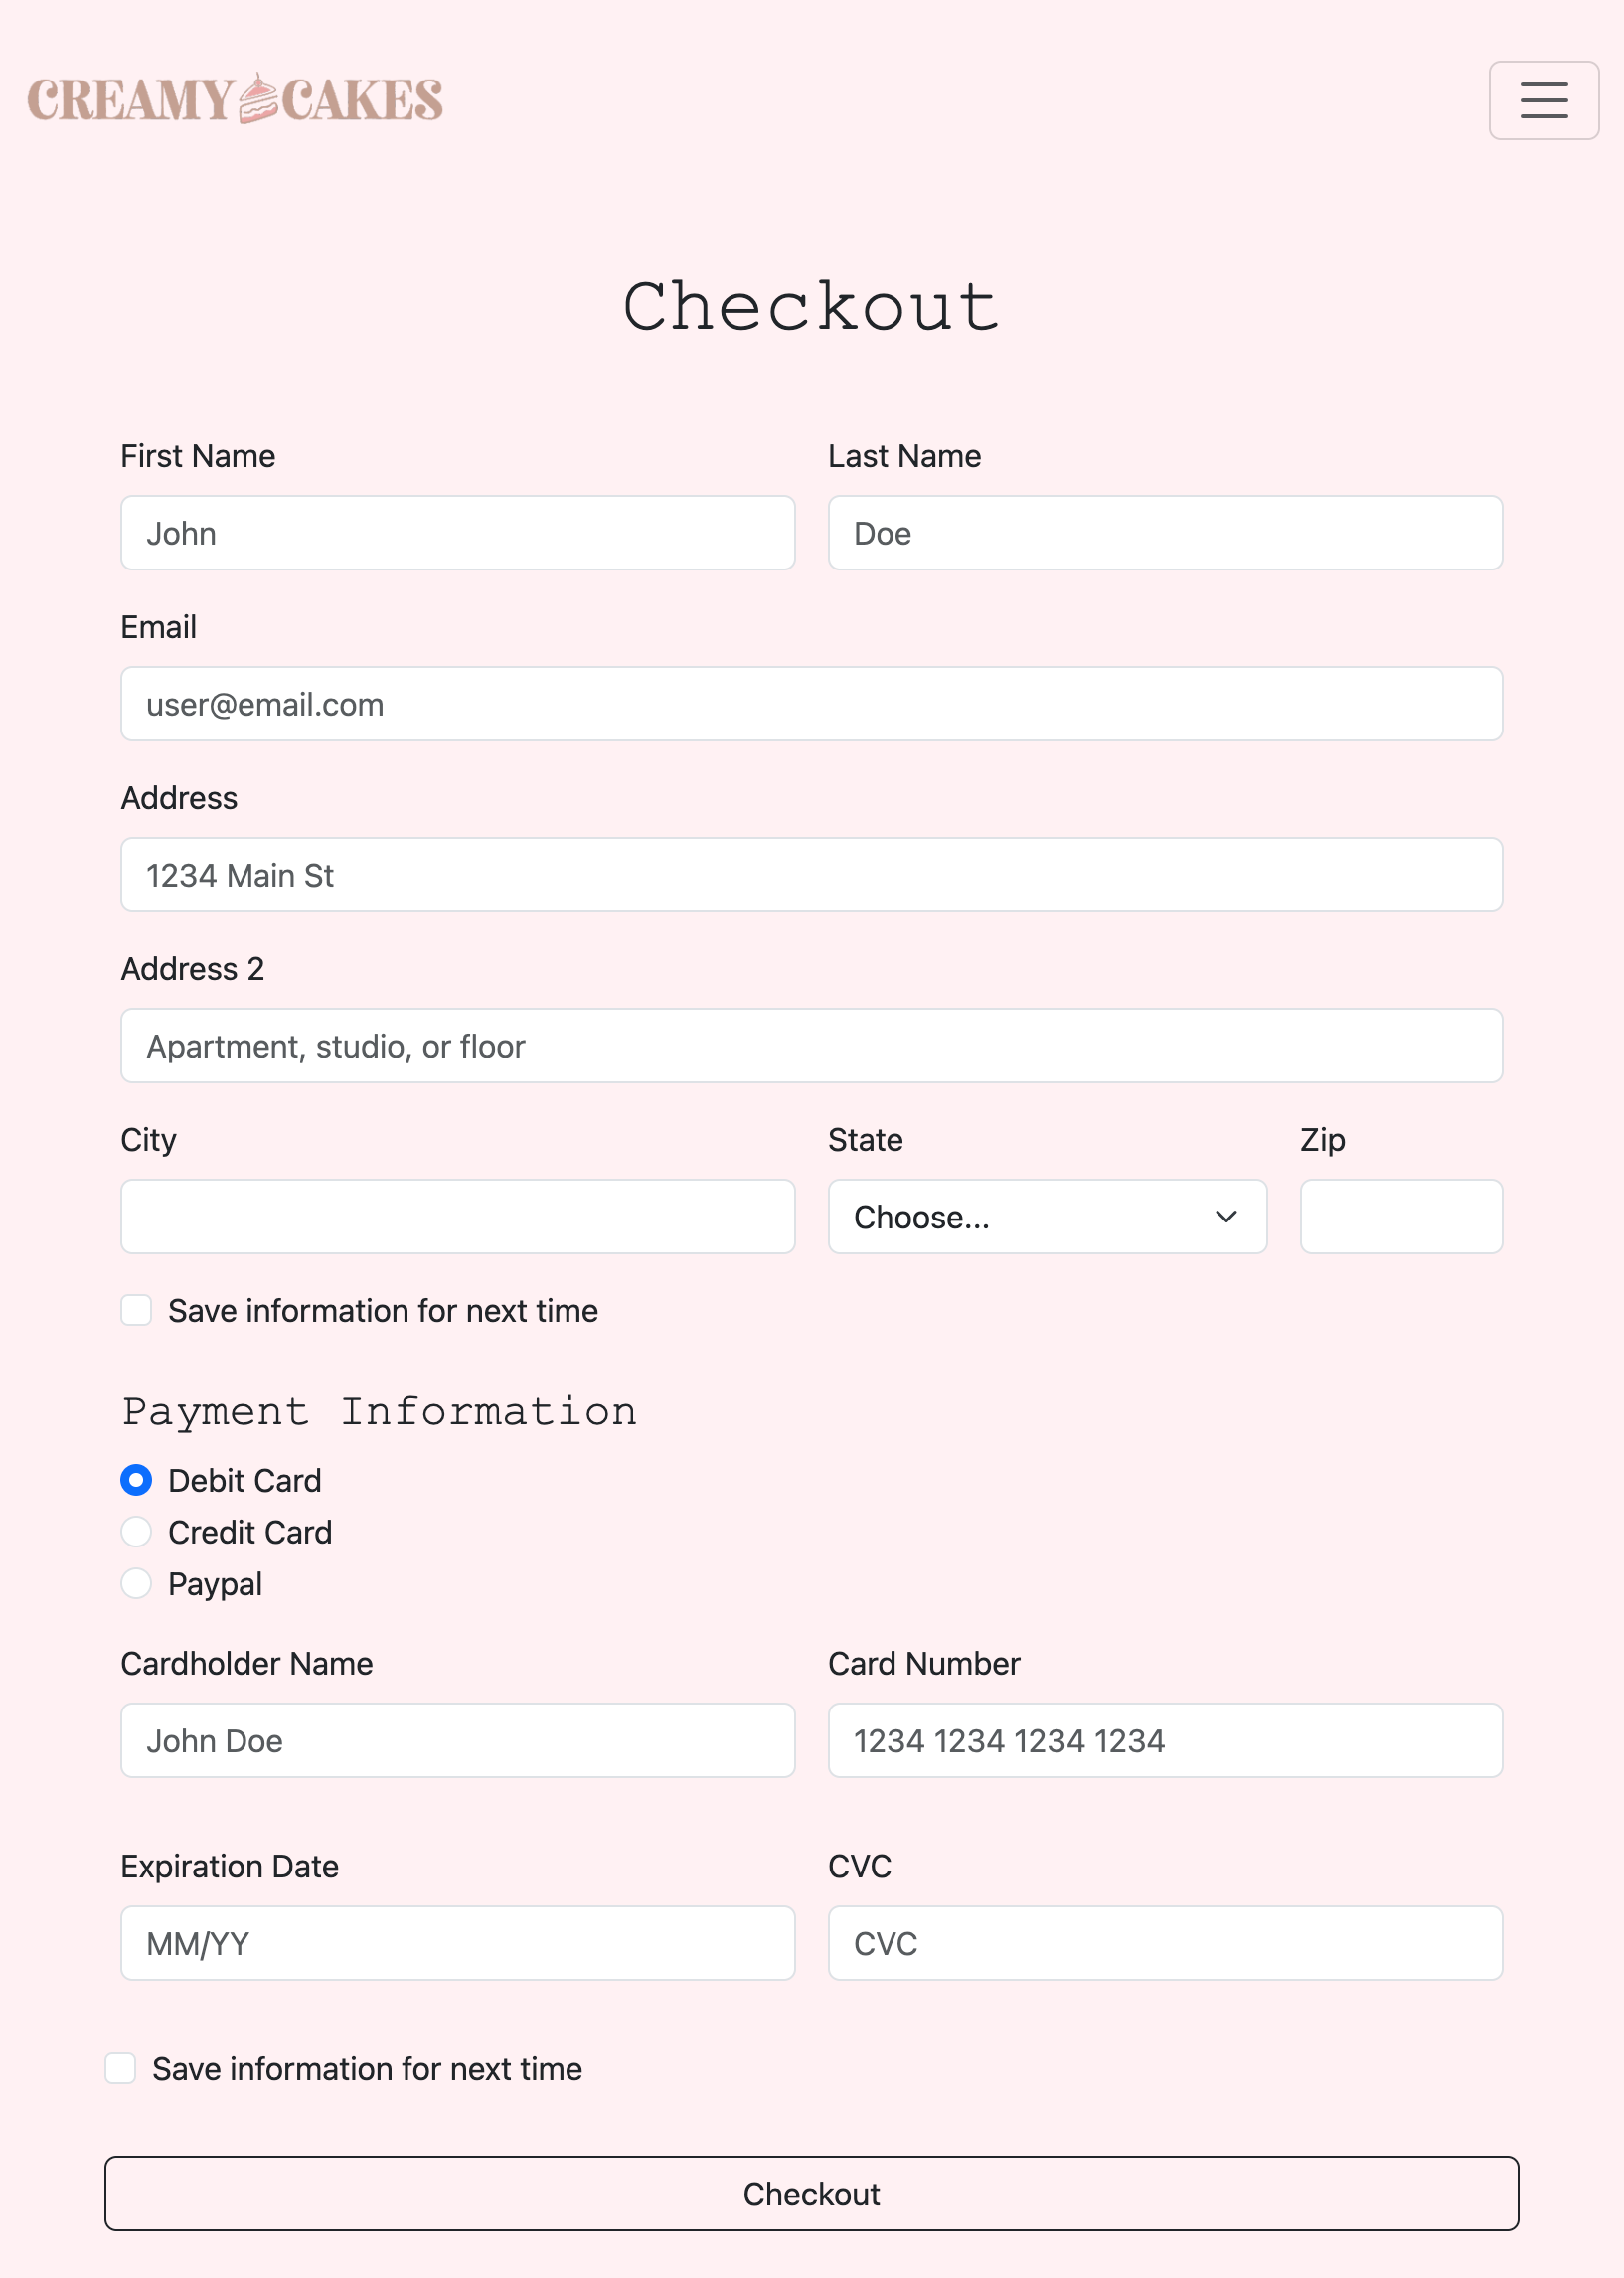 CREAMY CAKES
Checkout
First Name Last Name
John Doe
Email
user@email.com
Address
1234 Main St
Address 2
Apartment, studio, or floor
City State Zip
Choose...
Save information for next time
Payment Information
Debit Card
Credit Card
Paypal
Cardholder Name Card Number
John Doe 1234 1234 1234 1234
Expiration Date CVC
MM/YY CVC
Save information for next time
Checkout